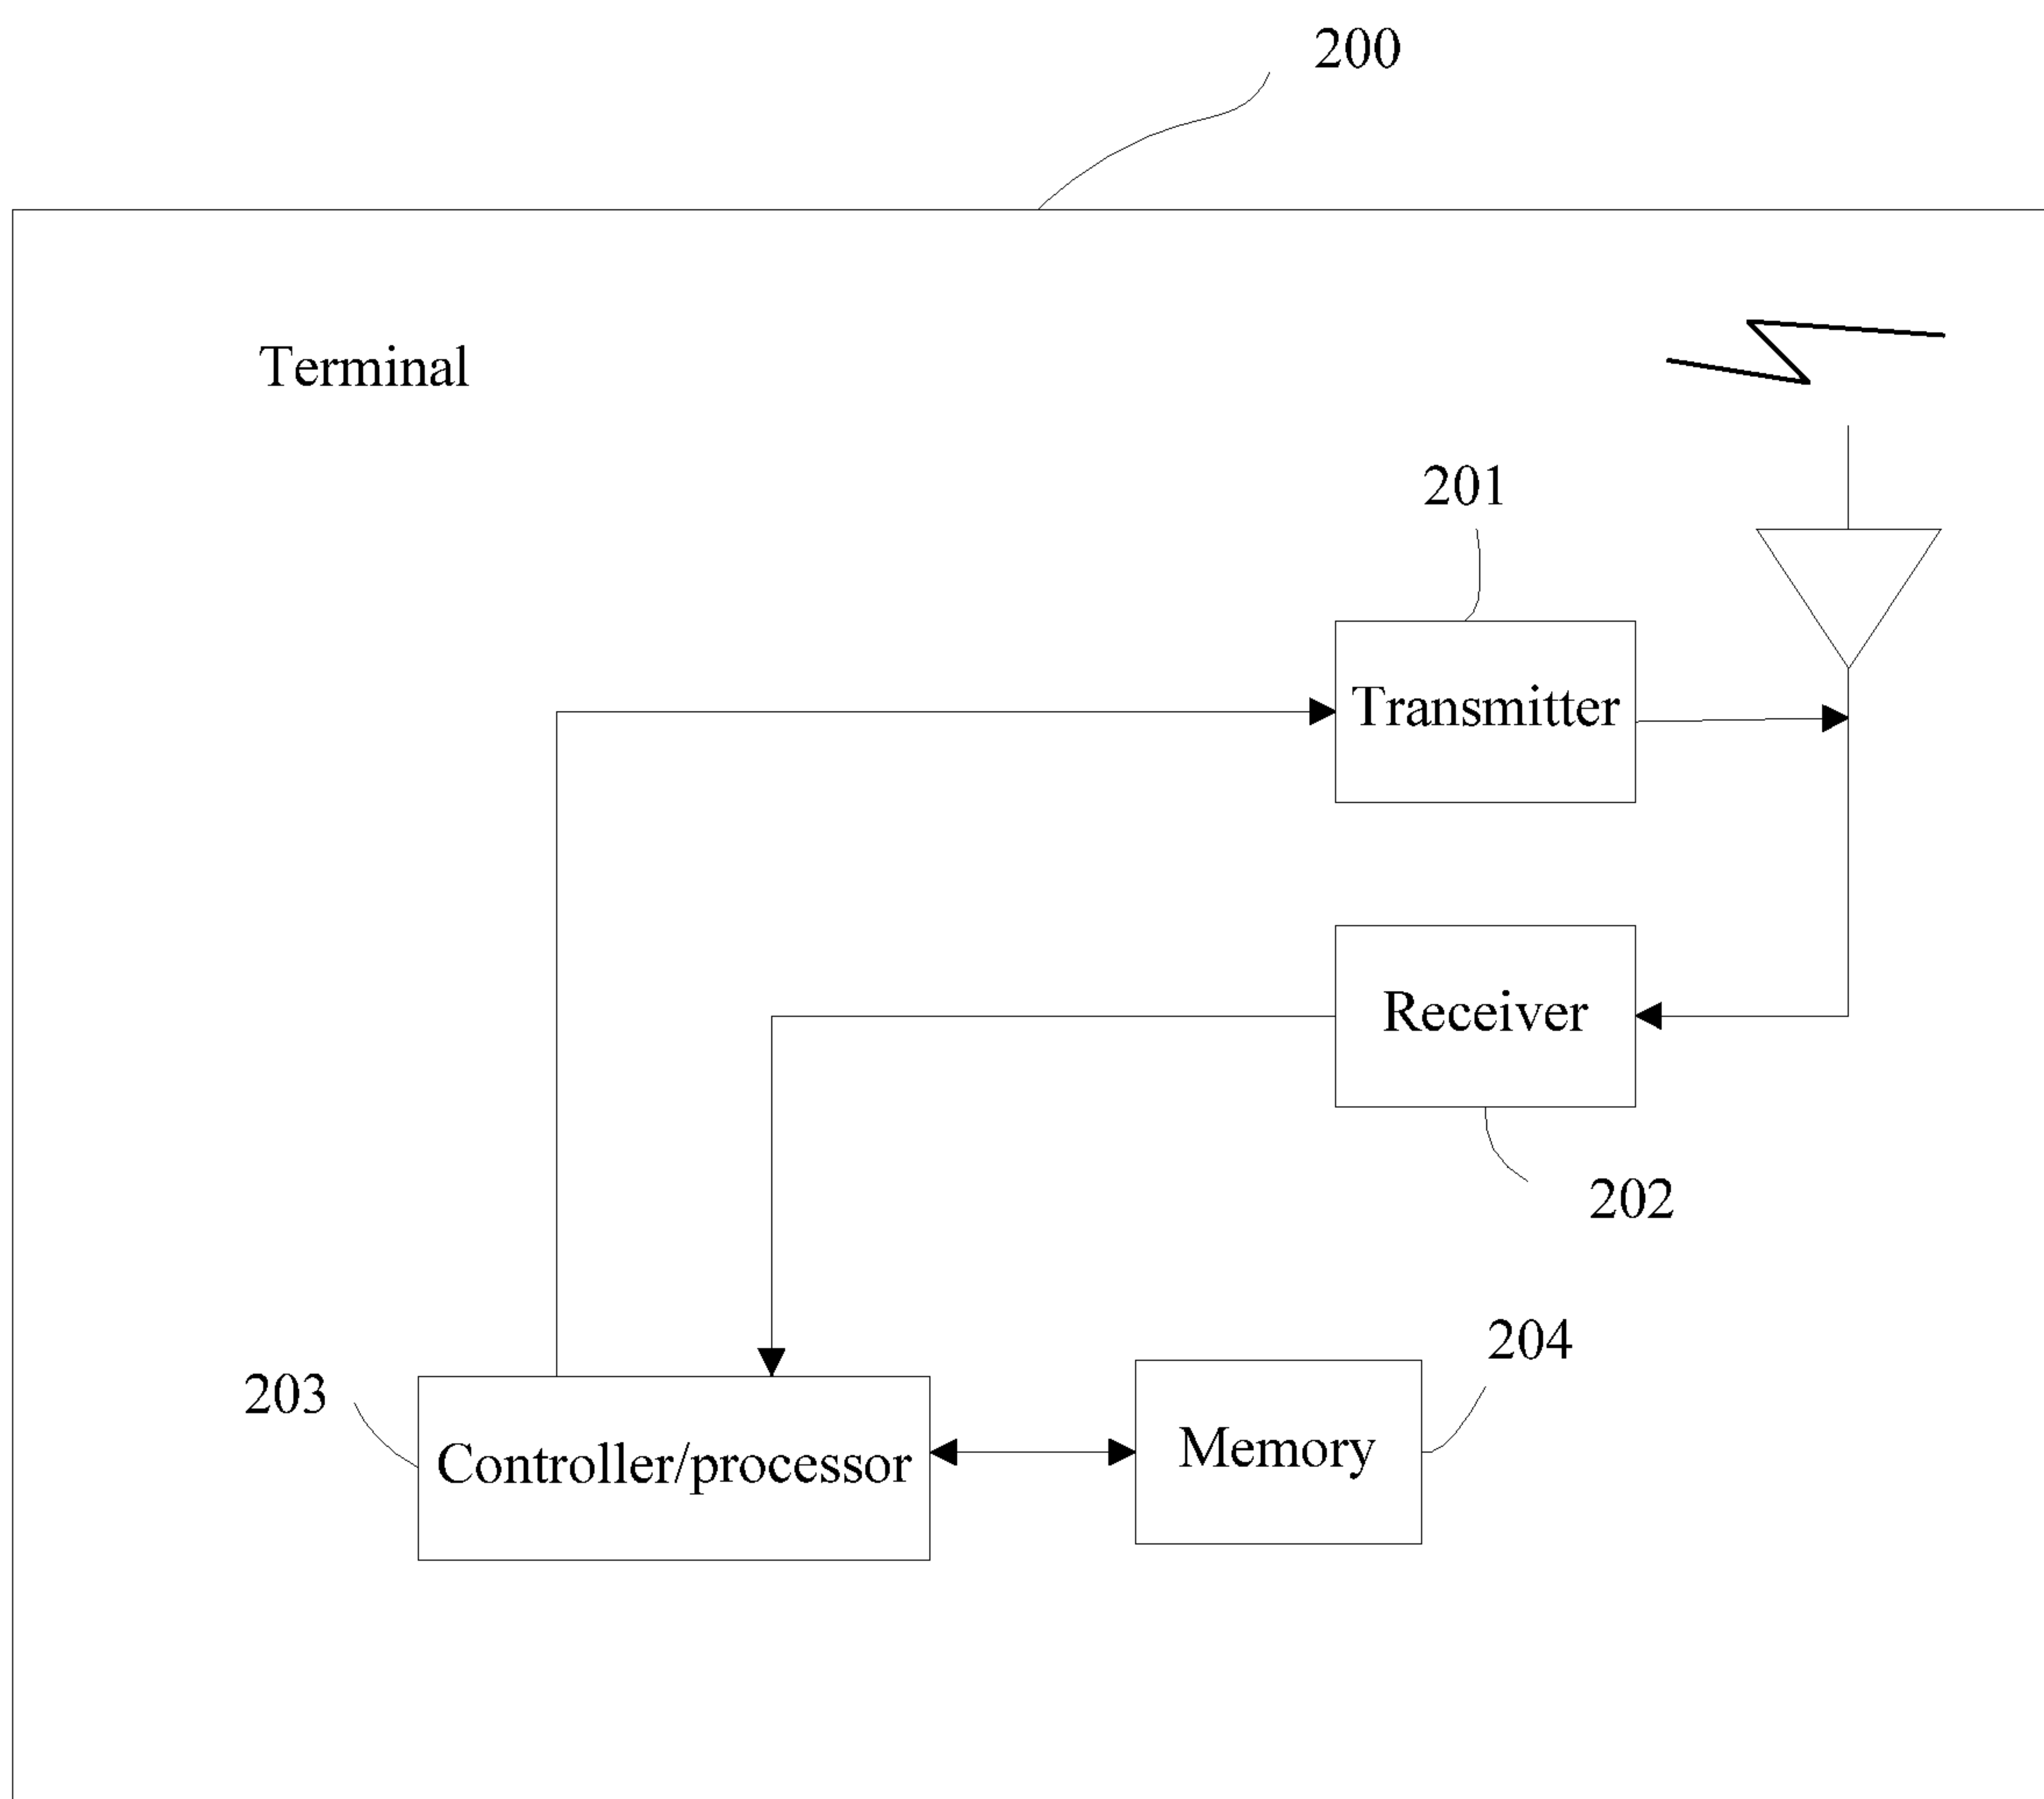 200
Terminal
201
Transmitter
Receiver
202
204
203
Controller/processor
Memory